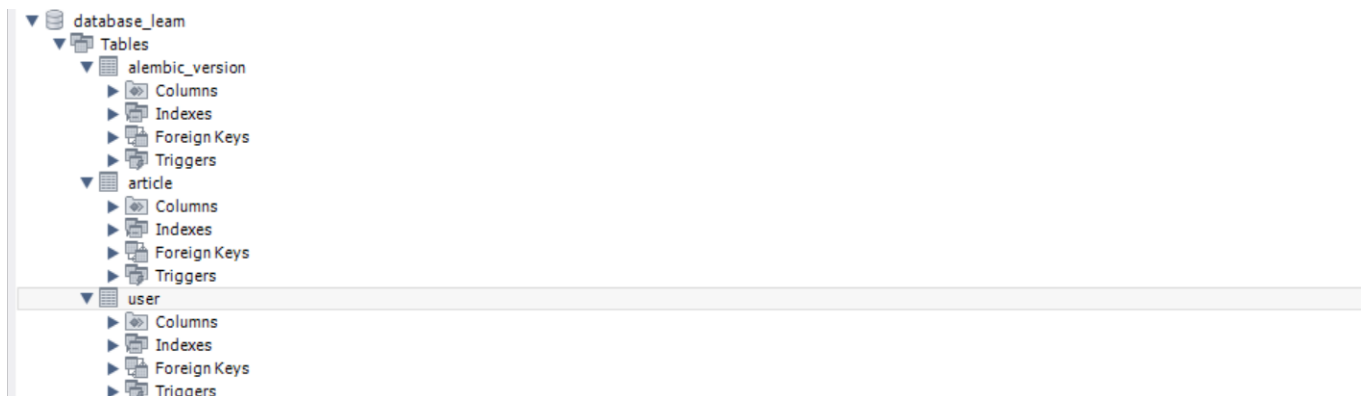 database_leam
Tables
alembic_version
Columns
Indexes
Foreign Keys
Triggers
article
Columns
Indexes
Foreign Keys
Triggers
user
Columns
Indexes
Foreign Keys
Triggers